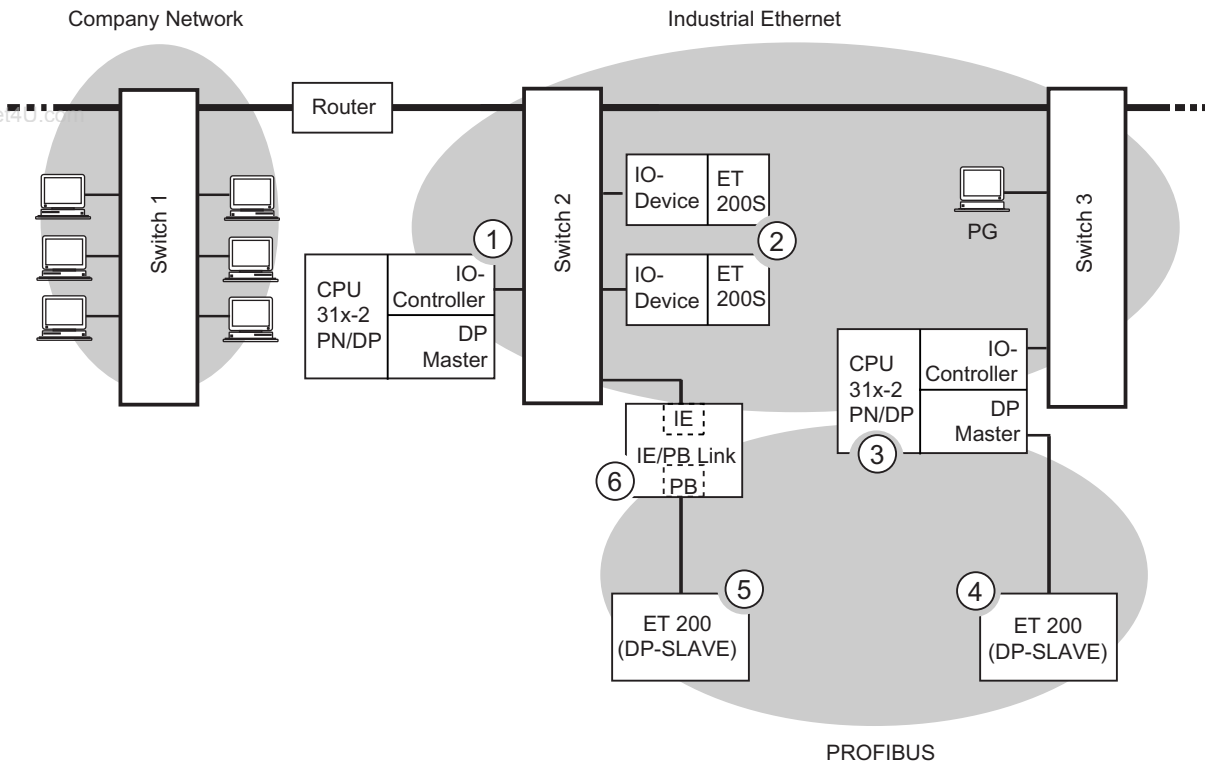 Company Network
Industrial Ethernet
et4U.com
Router
Switch 1
Switch 2
Switch 3
IO-
Device
ET
200S
2
IO-
Device
ET
200S
PG
1
CPU
31x-2
PN/DP
IO-
Controller
DP
Master
CPU
31x-2
PN/DP
IO-
Controller
DP
Master
3
IE
IE/PB Link
PB
6
5
ET 200
(DP-SLAVE)
4
ET 200
(DP-SLAVE)
PROFIBUS